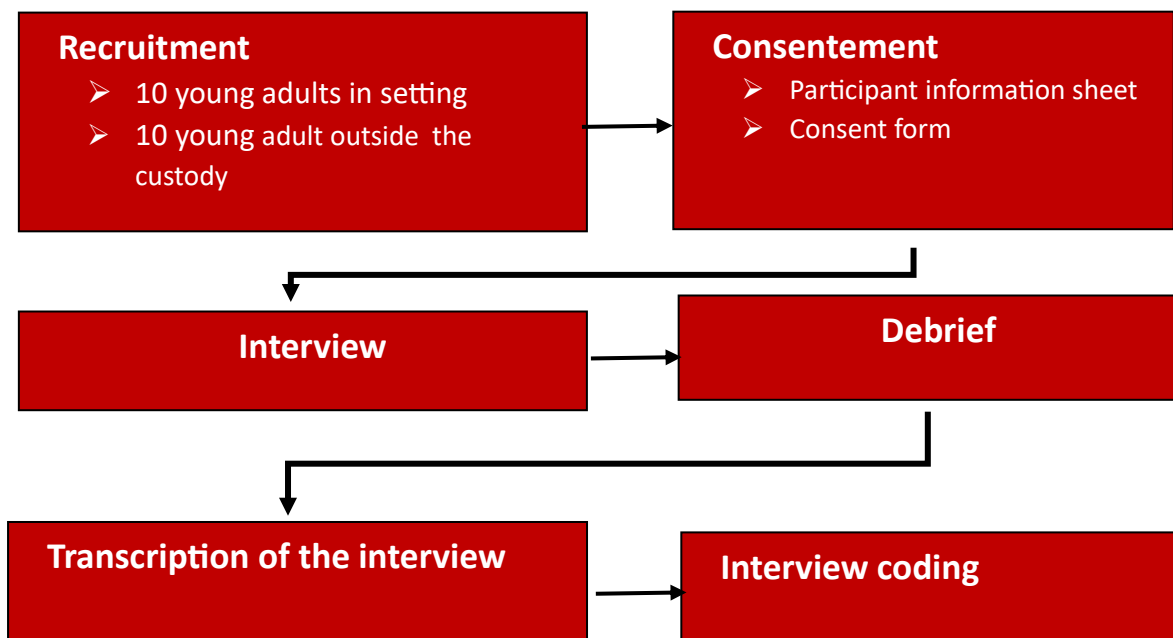 Recruitment
➢ 10 young adults in setting
➢ 10 young adult outside the
custody
Consentement
➢ Participant information sheet
➢ Consent form
Interview
Debrief
Transcription of the interview
Interview coding